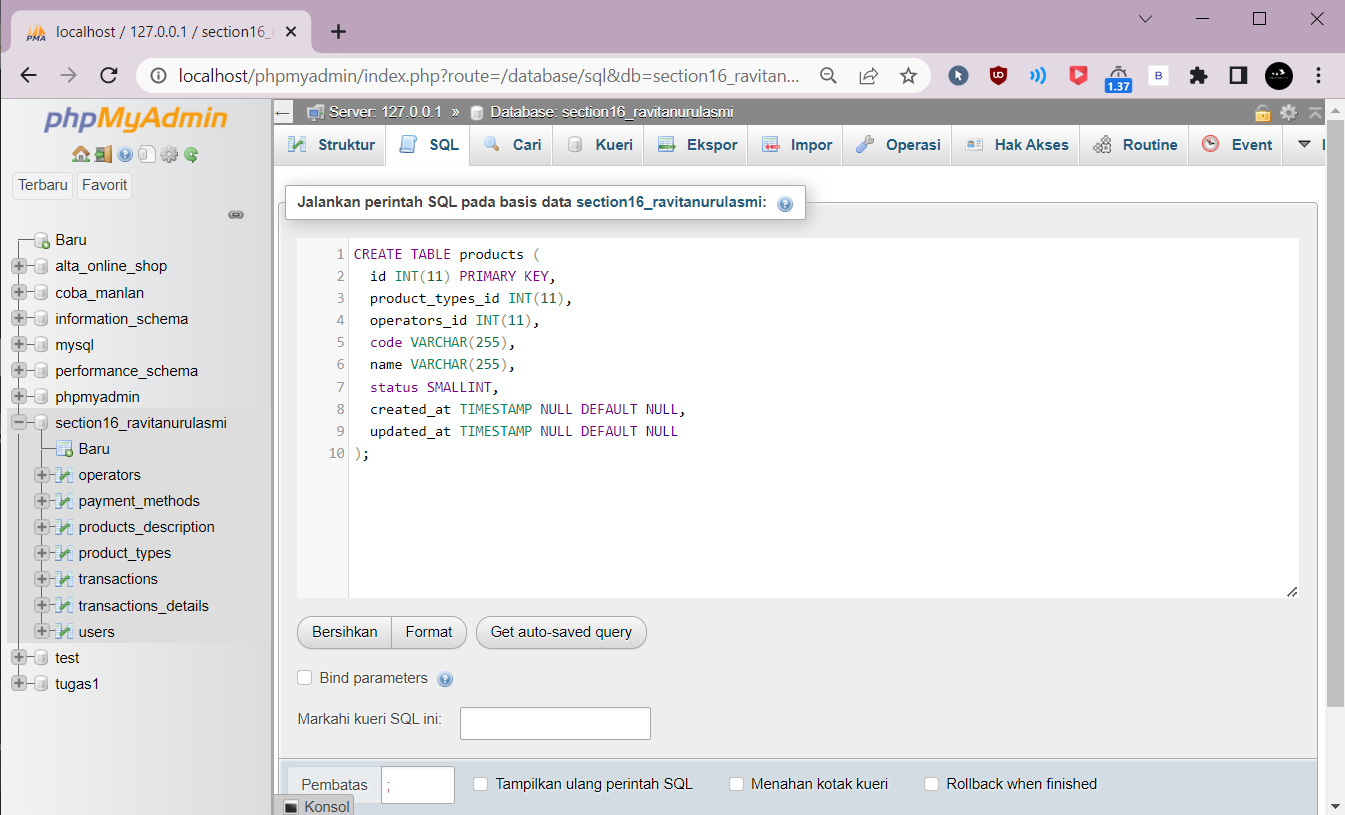 localhost / 127.0.0.1 / section16_
localhost/phpmyadmin/index.php?route=/database/sql&db=section16_ravitan...
1.37
B
phpMyAdmin
Terbaru
Favorit
Baru
alta_online_shop
coba_manlan
information_schema
mysql
performance_schema
phpmyadmin
section16_ravitanurulasmi
Baru
operators
payment_methods
products_description
product_types
transactions
transactions_details
users
test
tugas1
Server: 127.0.0.1 » Database: section16_ravitanurulasmi
Struktur SQL Cari Kueri Ekspor Impor Operasi Hak Akses Routine Event
Jalankan perintah SQL pada basis data section16_ravitanurulasmi:
1 CREATE TABLE products (
2 id INT(11) PRIMARY KEY,
3 product_types_id INT(11),
4 operators_id INT(11),
5 code VARCHAR(255),
6 name VARCHAR(255),
7 status SMALLINT,
8 created_at TIMESTAMP NULL DEFAULT NULL,
9 updated_at TIMESTAMP NULL DEFAULT NULL
10 );
Bersihkan Format Get auto-saved query
Bind parameters
Markahi kueri SQL ini:
Pembatas ; Tampilkan ulang perintah SQL Menahan kotak kueri Rollback when finished
Konsol